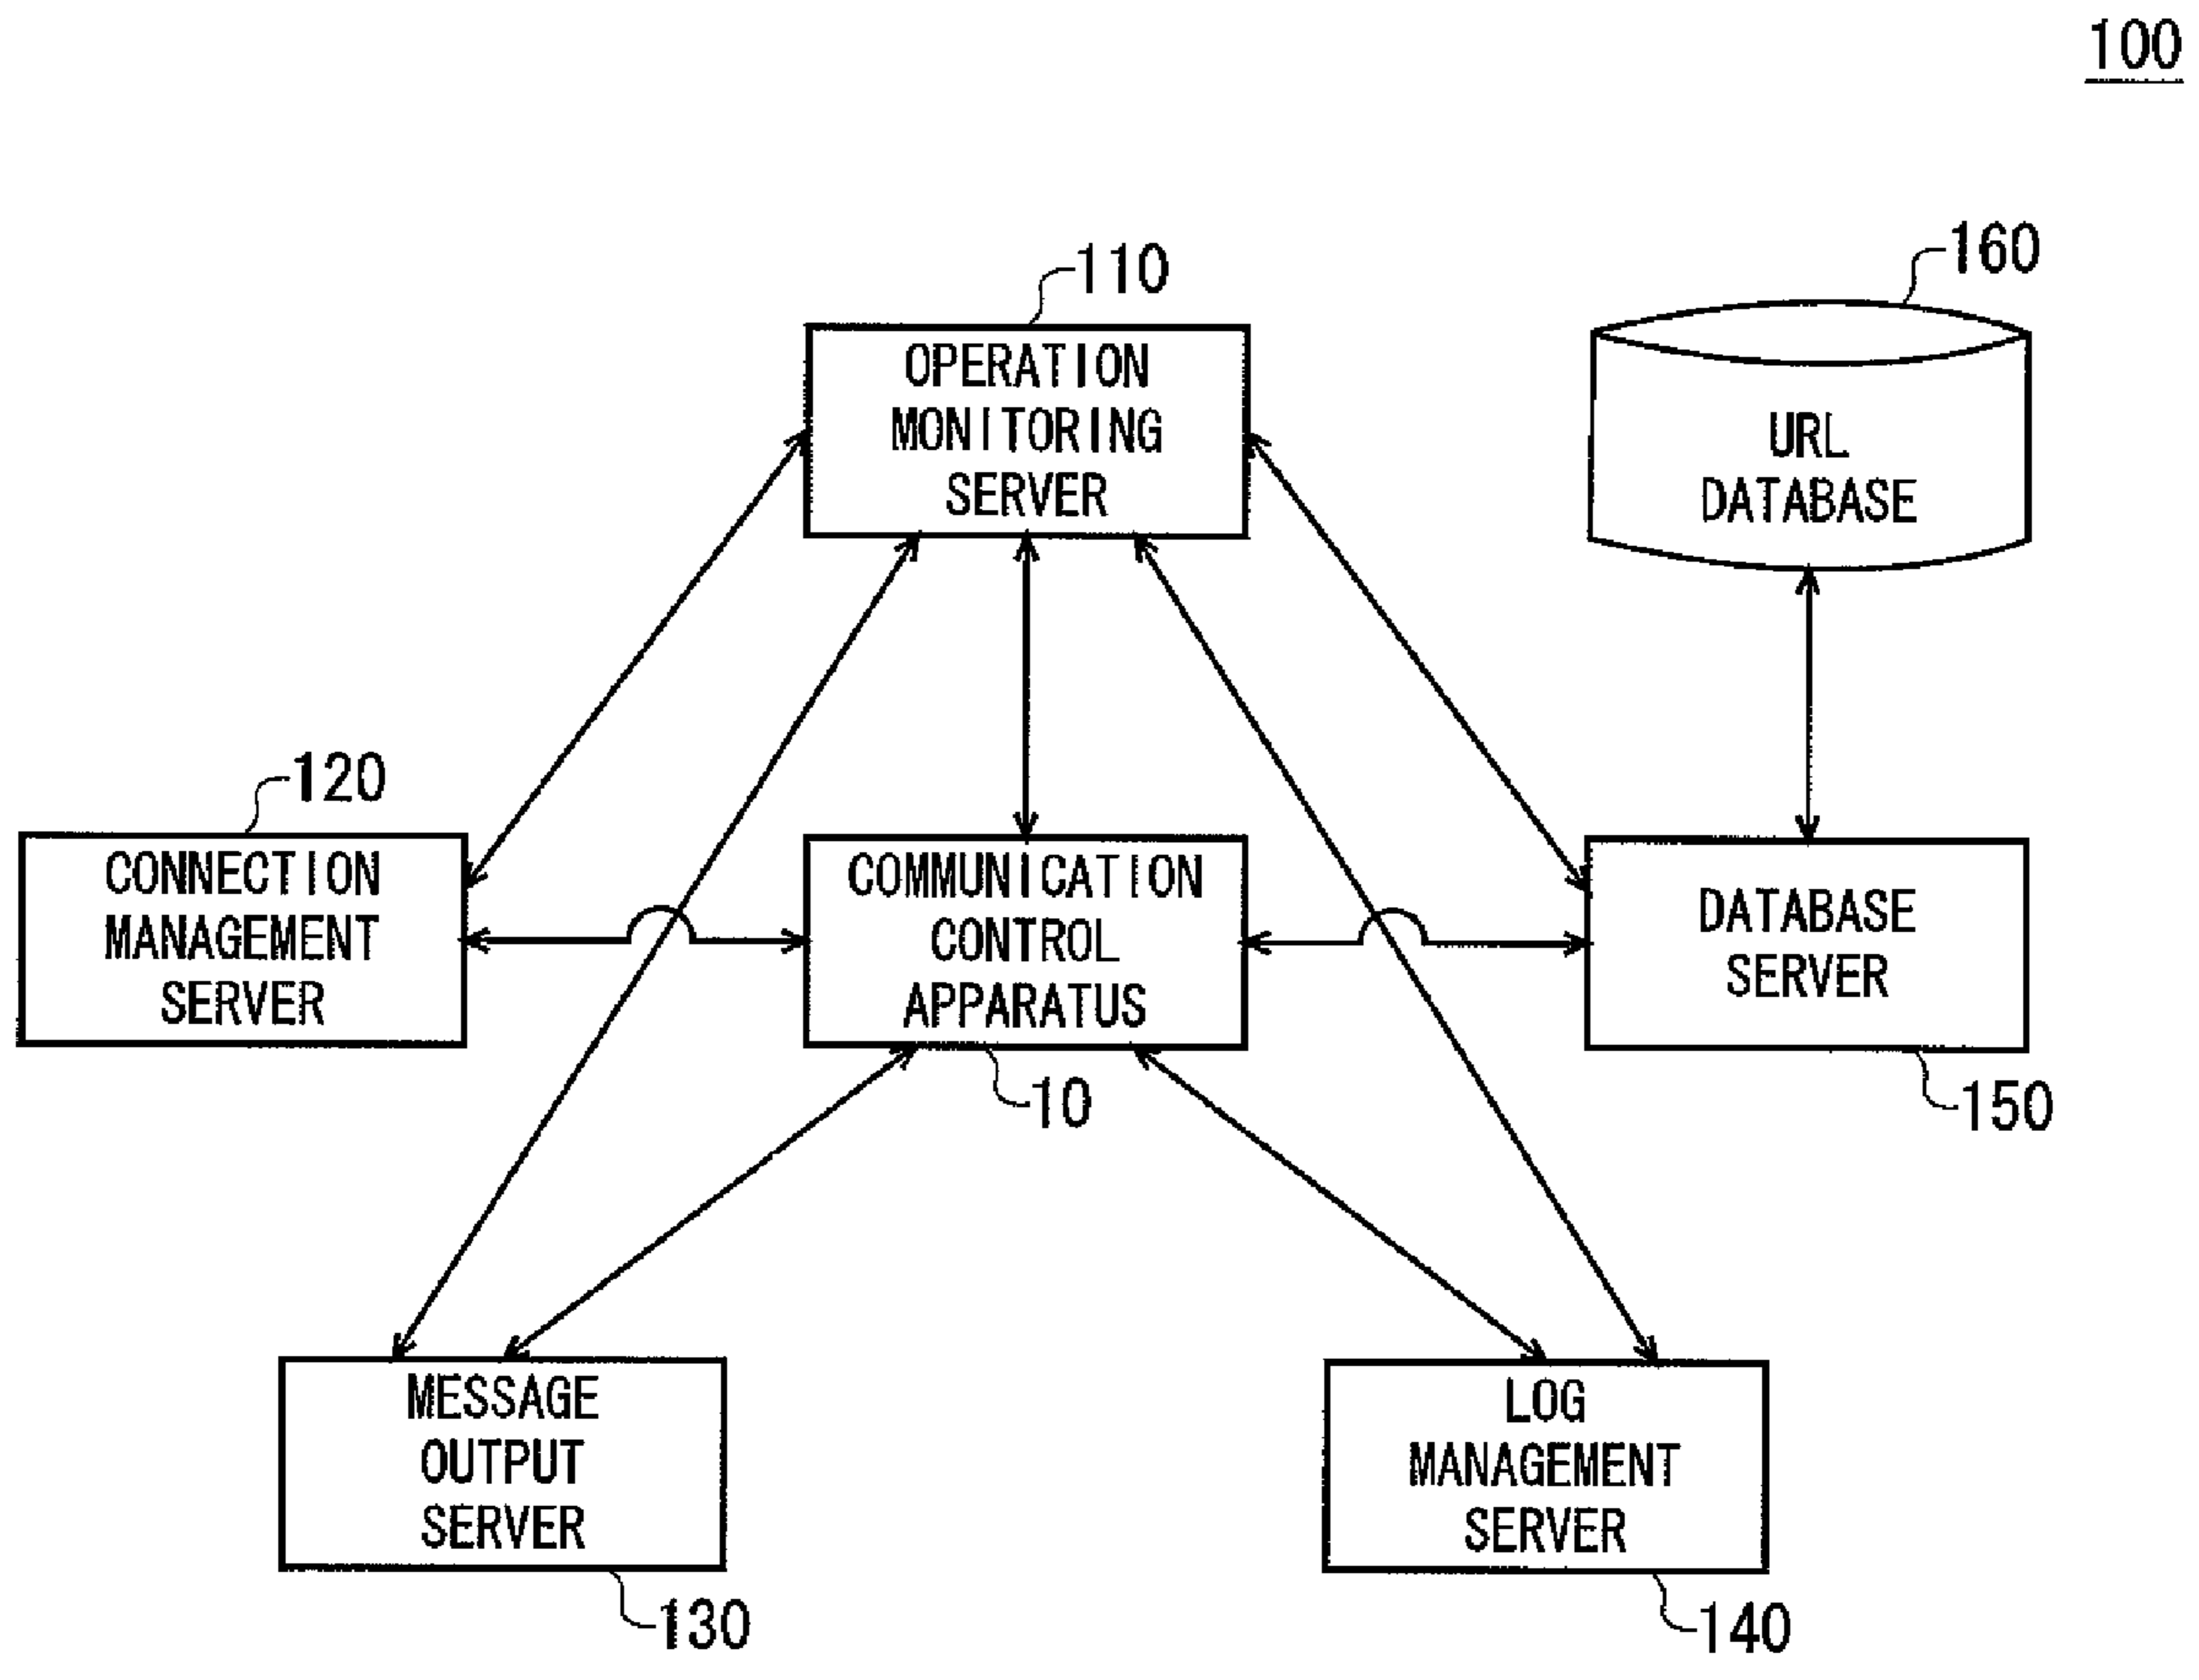 100
110
OPERATION
MONITORING
SERVER
160
URL
DATABASE
120
CONNECTION
MANAGEMENT
SERVER
COMMUNICATION
CONTROL
APPARATUS
10
DATABASE
SERVER
150
MESSAGE
OUTPUT
SERVER
130
LOG
MANAGEMENT
SERVER
140